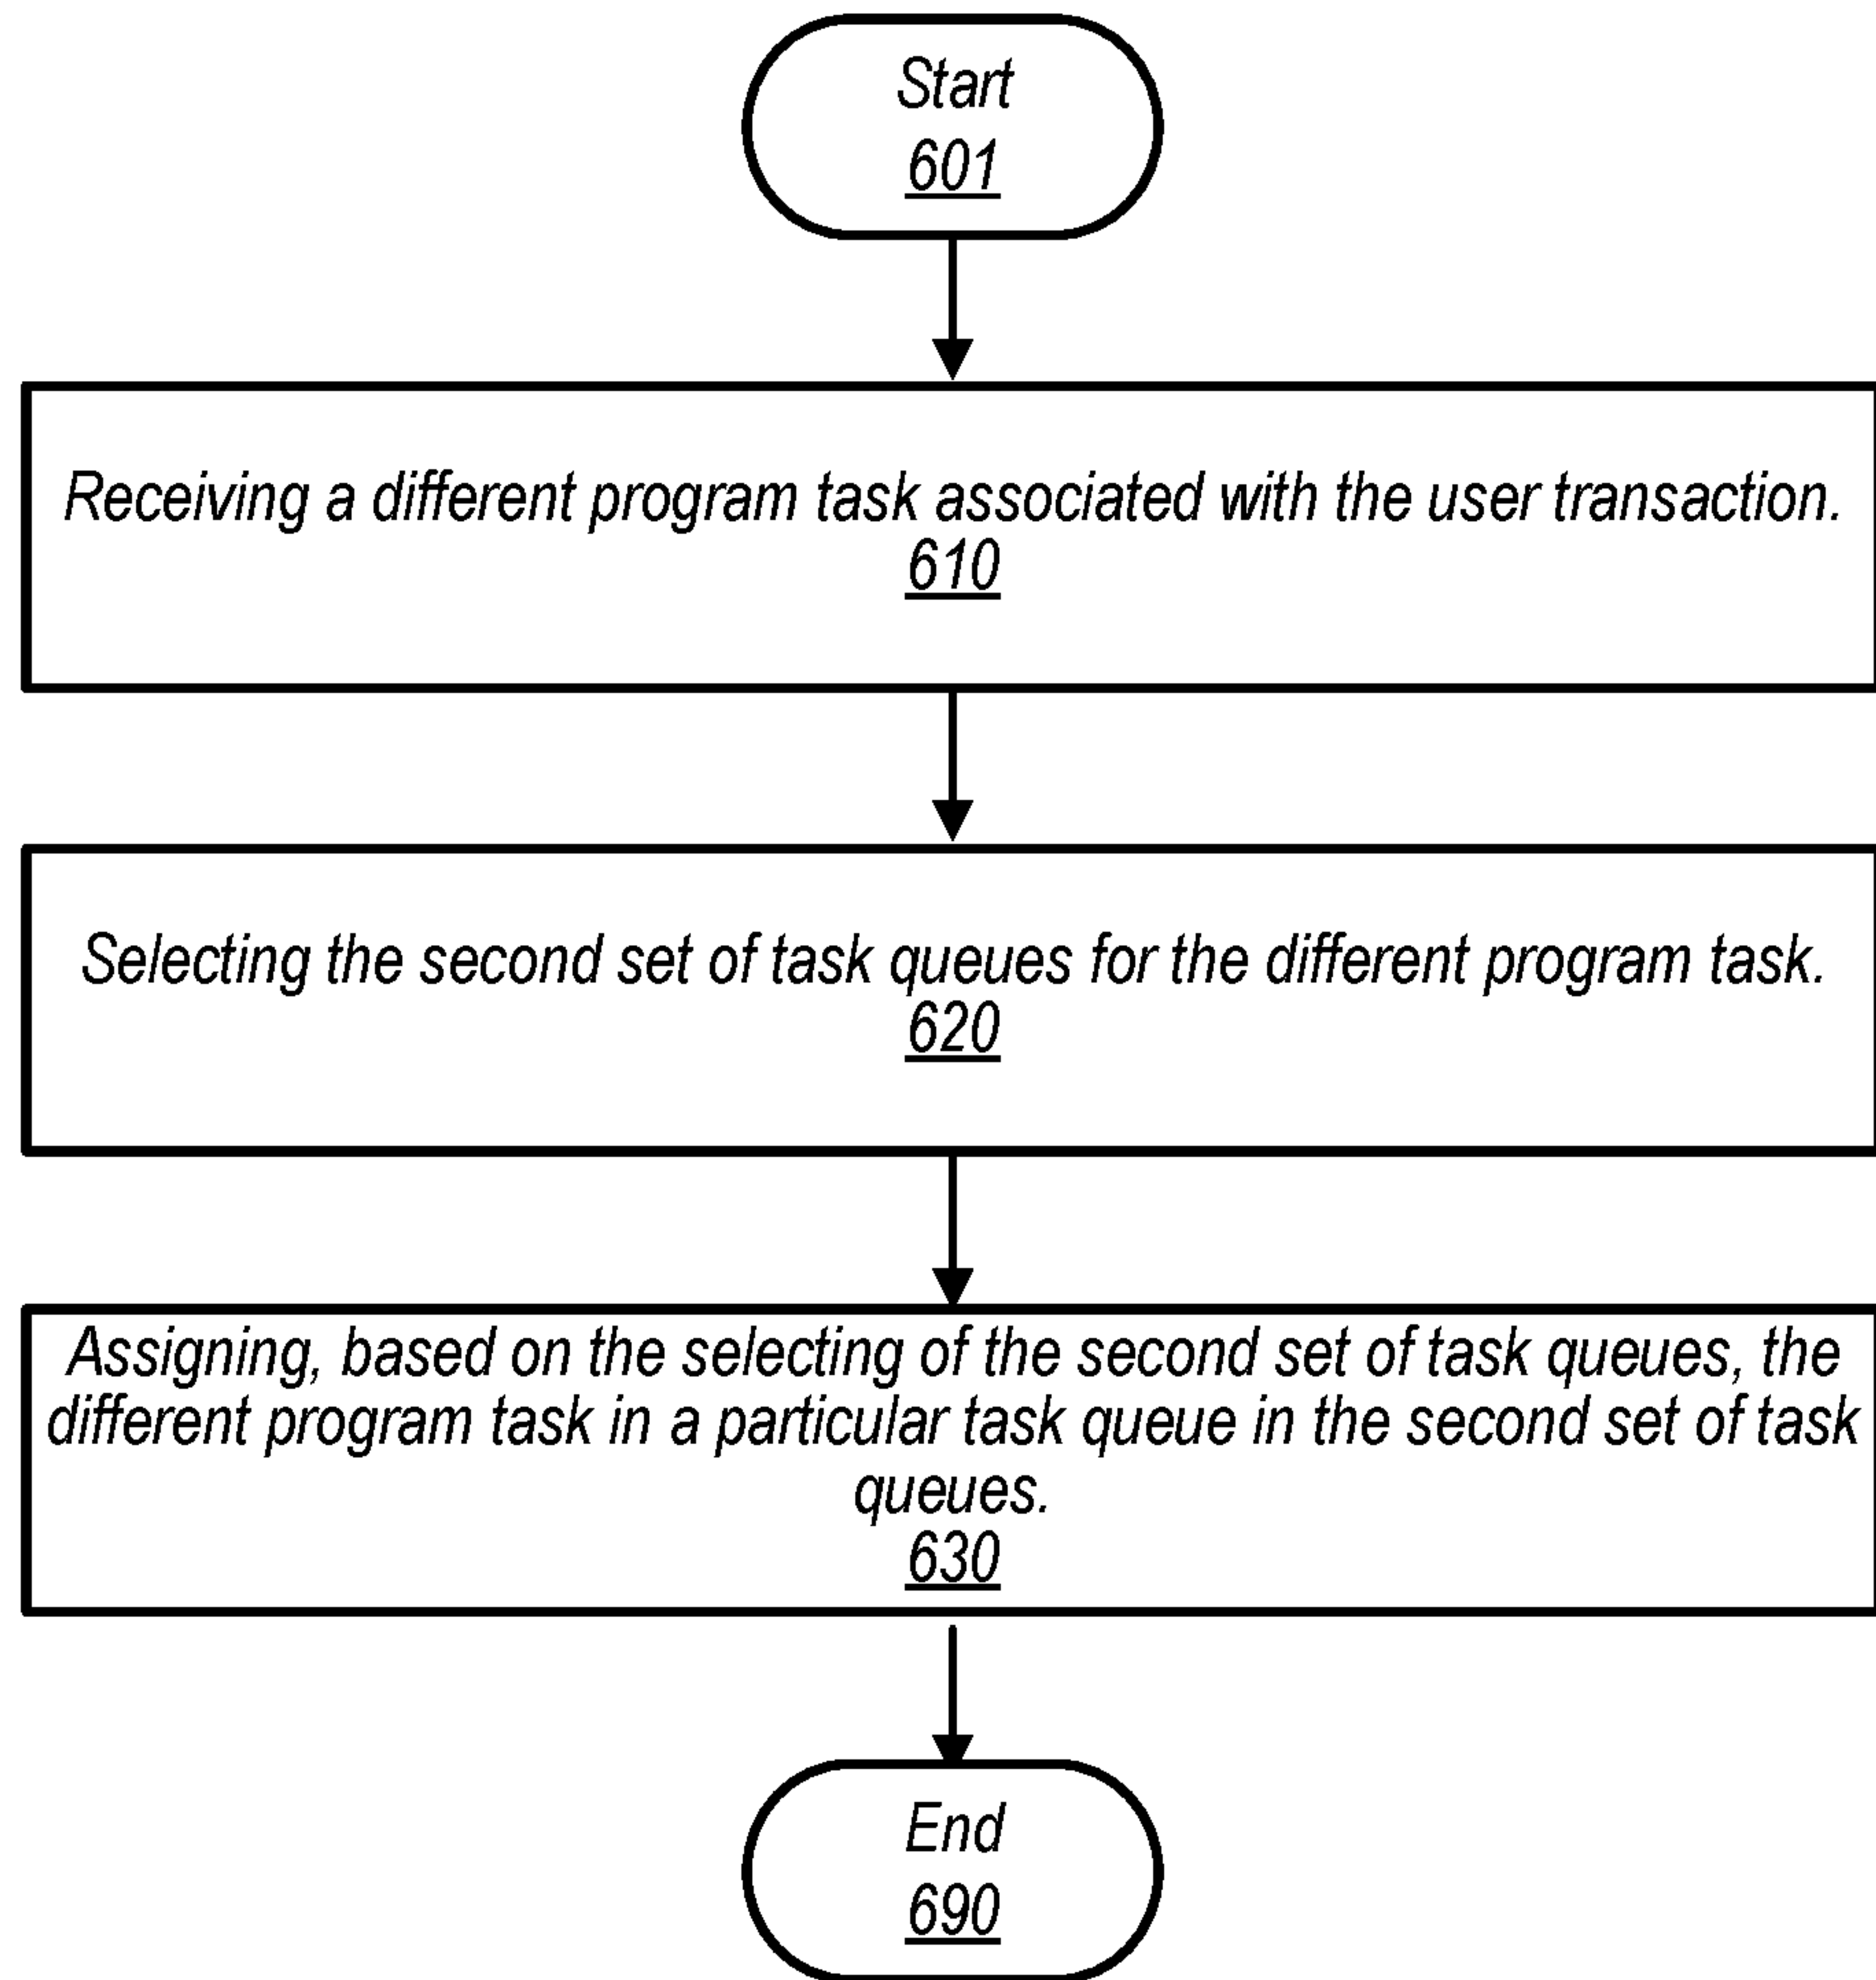 Start
601
Receiving a different program task associated with the user transaction.
610
Selecting the second set of task queues for the different program task.
620
Assigning, based on the selecting of the second set of task queues, the
different program task in a particular task queue in the second set of task
queues.
630
End
690